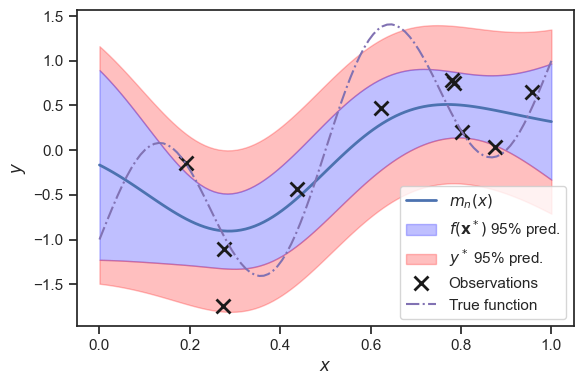 1.5
1.0
0.5
0.0
−0.5
−1.0
−1.5
y
0.0 0.2 0.4 0.6 0.8 1.0
x
mₙ(x)
f(x*) 95% pred.
y* 95% pred.
Observations
True function